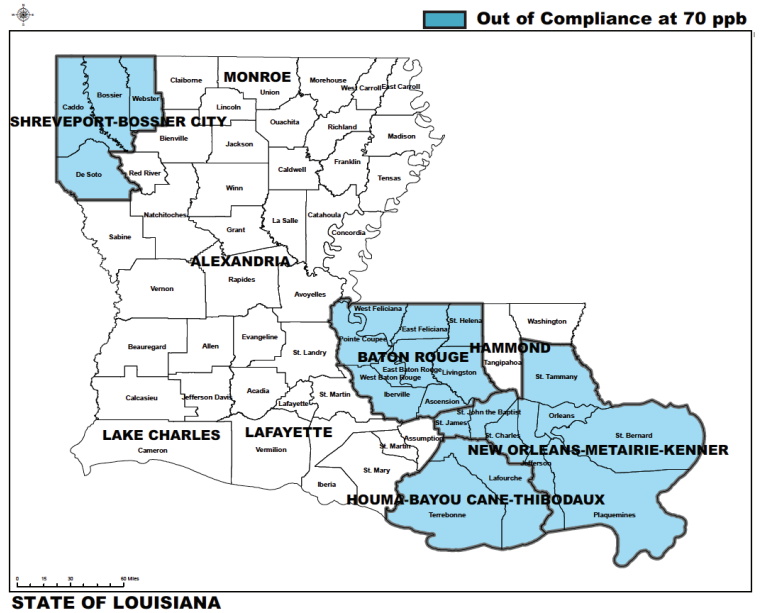 Out of Compliance at 70 ppb
Claiborne
MONROE
Union
Morehouse
West Carroll
East Carroll
Caddo
Bossier
Webster
Lincoln
Ouachita
Richland
Madison
SHREVEPORT-BOSSIER CITY
Bienville
Jackson
Franklin
Caldwell
Tensas
De Soto
Red River
Winn
Natchitoches
La Salle
Catahoula
Concordia
Sabine
Grant
ALEXANDRIA
Rapides
Vernon
Avoyelles
West Feliciana
East Feliciana
St. Helena
Washington
Pointe Coupee
Beauregard
Allen
Evangeline
St. Landry
BATON ROUGE
HAMMOND
Tangipahoa
East Baton Rouge
West Baton Rouge
Livingston
St. Tammany
Calcasieu
Jefferson Davis
Acadia
Lafayette
St. Martin
Iberville
Ascension
St. John the Baptist
Orleans
St. James
LAKE CHARLES
LAFAYETTE
Assumption
St. Charles
St. Bernard
Cameron
Vermilion
St. Martin
NEW ORLEANS-METAIRIE-KENNER
Jefferson
St. Mary
Iberia
Lafourche
HOUMA-BAYOU CANE-THIBODAUX
Terrebonne
Plaquemines
0 15 30 60 Miles
STATE OF LOUISIANA